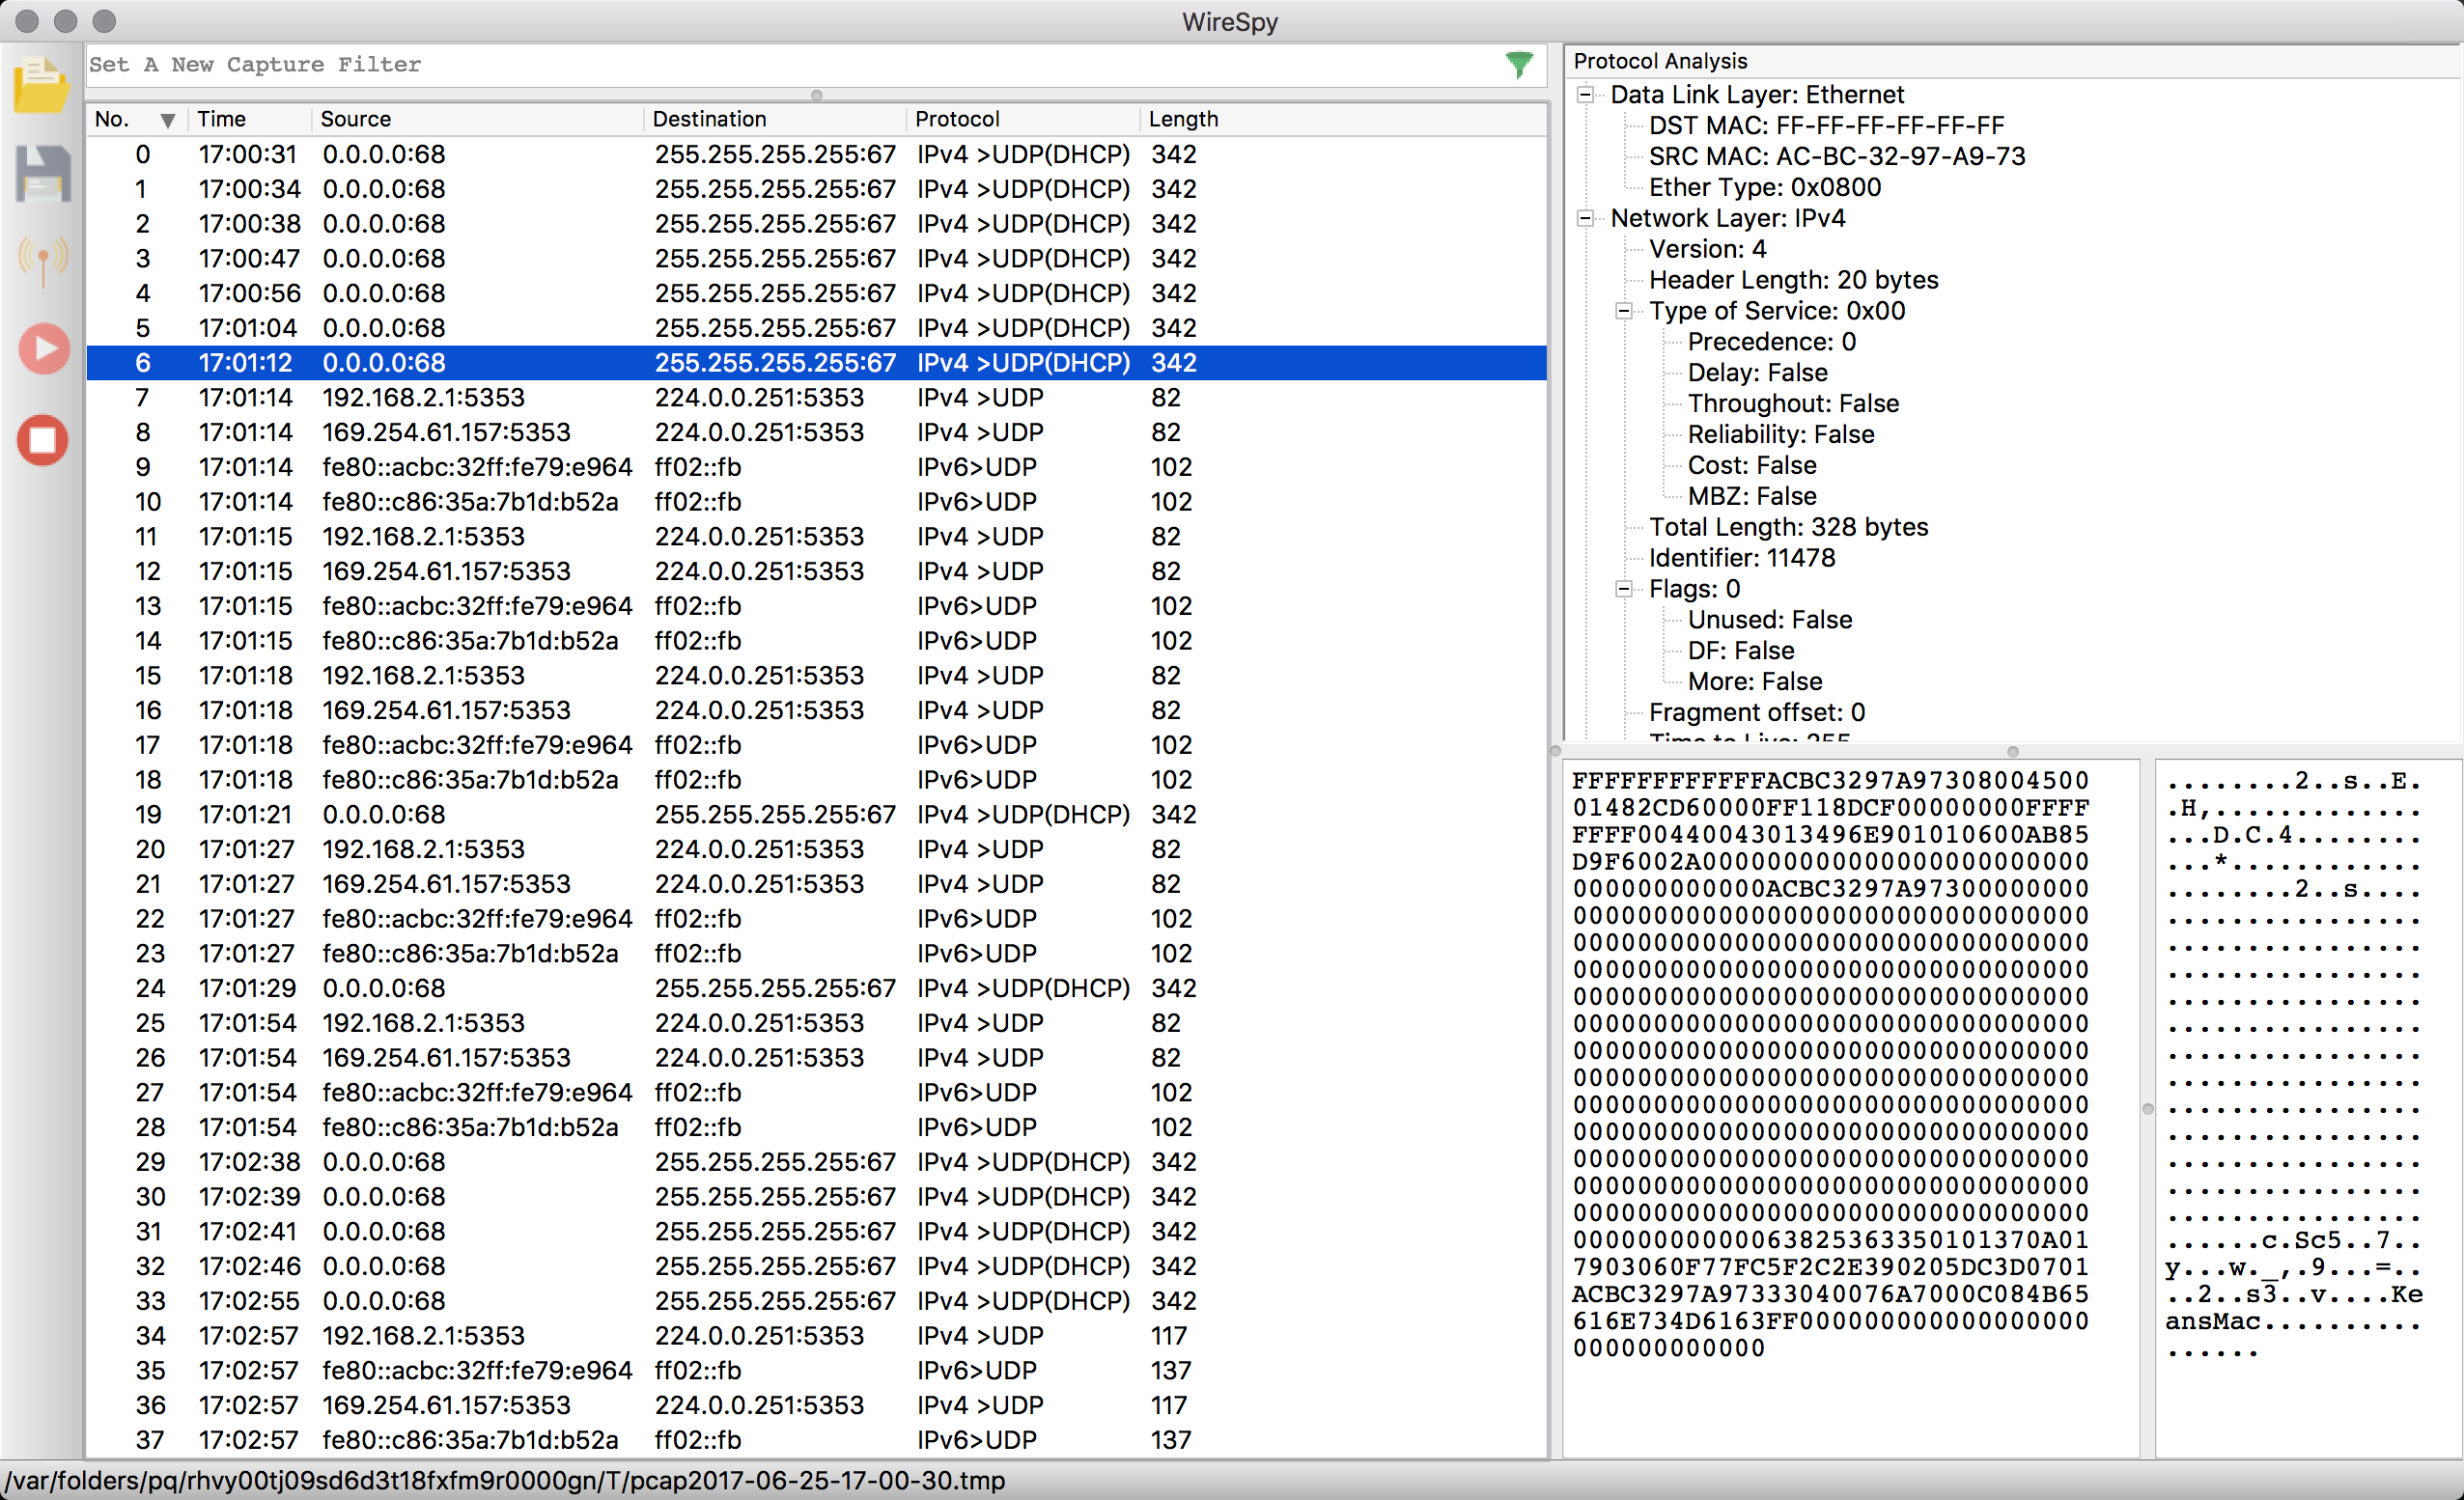 WireSpy
Set A New Capture Filter
No. Time Source Destination Protocol Length
0 17:00:31 0.0.0.0:68 255.255.255.255:67 IPv4 >UDP(DHCP) 342
1 17:00:34 0.0.0.0:68 255.255.255.255:67 IPv4 >UDP(DHCP) 342
2 17:00:38 0.0.0.0:68 255.255.255.255:67 IPv4 >UDP(DHCP) 342
3 17:00:47 0.0.0.0:68 255.255.255.255:67 IPv4 >UDP(DHCP) 342
4 17:00:56 0.0.0.0:68 255.255.255.255:67 IPv4 >UDP(DHCP) 342
5 17:01:04 0.0.0.0:68 255.255.255.255:67 IPv4 >UDP(DHCP) 342
6 17:01:12 0.0.0.0:68 255.255.255.255:67 IPv4 >UDP(DHCP) 342
7 17:01:14 192.168.2.1:5353 224.0.0.251:5353 IPv4 >UDP 82
8 17:01:14 169.254.61.157:5353 224.0.0.251:5353 IPv4 >UDP 82
9 17:01:14 fe80::acbc:32ff:fe79:e964 ff02::fb IPv6>UDP 102
10 17:01:14 fe80::c86:35a:7b1d:b52a ff02::fb IPv6>UDP 102
11 17:01:15 192.168.2.1:5353 224.0.0.251:5353 IPv4 >UDP 82
12 17:01:15 169.254.61.157:5353 224.0.0.251:5353 IPv4 >UDP 82
13 17:01:15 fe80::acbc:32ff:fe79:e964 ff02::fb IPv6>UDP 102
14 17:01:15 fe80::c86:35a:7b1d:b52a ff02::fb IPv6>UDP 102
15 17:01:18 192.168.2.1:5353 224.0.0.251:5353 IPv4 >UDP 82
16 17:01:18 169.254.61.157:5353 224.0.0.251:5353 IPv4 >UDP 82
17 17:01:18 fe80::acbc:32ff:fe79:e964 ff02::fb IPv6>UDP 102
18 17:01:18 fe80::c86:35a:7b1d:b52a ff02::fb IPv6>UDP 102
19 17:01:21 0.0.0.0:68 255.255.255.255:67 IPv4 >UDP(DHCP) 342
20 17:01:27 192.168.2.1:5353 224.0.0.251:5353 IPv4 >UDP 82
21 17:01:27 169.254.61.157:5353 224.0.0.251:5353 IPv4 >UDP 82
22 17:01:27 fe80::acbc:32ff:fe79:e964 ff02::fb IPv6>UDP 102
23 17:01:27 fe80::c86:35a:7b1d:b52a ff02::fb IPv6>UDP 102
24 17:01:29 0.0.0.0:68 255.255.255.255:67 IPv4 >UDP(DHCP) 342
25 17:01:54 192.168.2.1:5353 224.0.0.251:5353 IPv4 >UDP 82
26 17:01:54 169.254.61.157:5353 224.0.0.251:5353 IPv4 >UDP 82
27 17:01:54 fe80::acbc:32ff:fe79:e964 ff02::fb IPv6>UDP 102
28 17:01:54 fe80::c86:35a:7b1d:b52a ff02::fb IPv6>UDP 102
29 17:02:38 0.0.0.0:68 255.255.255.255:67 IPv4 >UDP(DHCP) 342
30 17:02:39 0.0.0.0:68 255.255.255.255:67 IPv4 >UDP(DHCP) 342
31 17:02:41 0.0.0.0:68 255.255.255.255:67 IPv4 >UDP(DHCP) 342
32 17:02:46 0.0.0.0:68 255.255.255.255:67 IPv4 >UDP(DHCP) 342
33 17:02:55 0.0.0.0:68 255.255.255.255:67 IPv4 >UDP(DHCP) 342
34 17:02:57 192.168.2.1:5353 224.0.0.251:5353 IPv4 >UDP 117
35 17:02:57 fe80::acbc:32ff:fe79:e964 ff02::fb IPv6>UDP 137
36 17:02:57 169.254.61.157:5353 224.0.0.251:5353 IPv4 >UDP 117
37 17:02:57 fe80::c86:35a:7b1d:b52a ff02::fb IPv6>UDP 137
Protocol Analysis
Data Link Layer: Ethernet
DST MAC: FF-FF-FF-FF-FF-FF
SRC MAC: AC-BC-32-97-A9-73
Ether Type: 0x0800
Network Layer: IPv4
Version: 4
Header Length: 20 bytes
Type of Service: 0x00
Precedence: 0
Delay: False
Throughout: False
Reliability: False
Cost: False
MBZ: False
Total Length: 328 bytes
Identifier: 11478
Flags: 0
Unused: False
DF: False
More: False
Fragment offset: 0
Time to Live: 255
FFFFFFFFFFFFACBC3297A97308004500
01482CD60000FF118DCF00000000FFFF
FFFF00440043013496E901010600AB85
D9F6002A000000000000000000000000
000000000000ACBC3297A97300000000
00000000000000000000000000000000
00000000000000000000000000000000
00000000000000000000000000000000
00000000000000000000000000000000
00000000000000000000000000000000
00000000000000000000000000000000
00000000000000000000000000000000
00000000000000000000000000000000
00000000000000000000000000000000
00000000000000000000000000000000
00000000000000000000000000000000
00000000000000000000000000000000
00000000000063825363350101370A01
7903060F77FC5F2C2E390205DC3D0701
ACBC3297A97333040076A7000C084B65
616E734D6163FF000000000000000000
000000000000
........2..s..E.
.H,.............
...D.C.4........
...*............
........2..s....
................
................
................
................
................
................
................
................
................
................
................
................
......c.Sc5..7..
y...w._,.9...=..
..2..s3..v....Ke
ansMac..........
......
/var/folders/pq/rhvy00tj09sd6d3t18fxfm9r0000gn/T/pcap2017-06-25-17-00-30.tmp